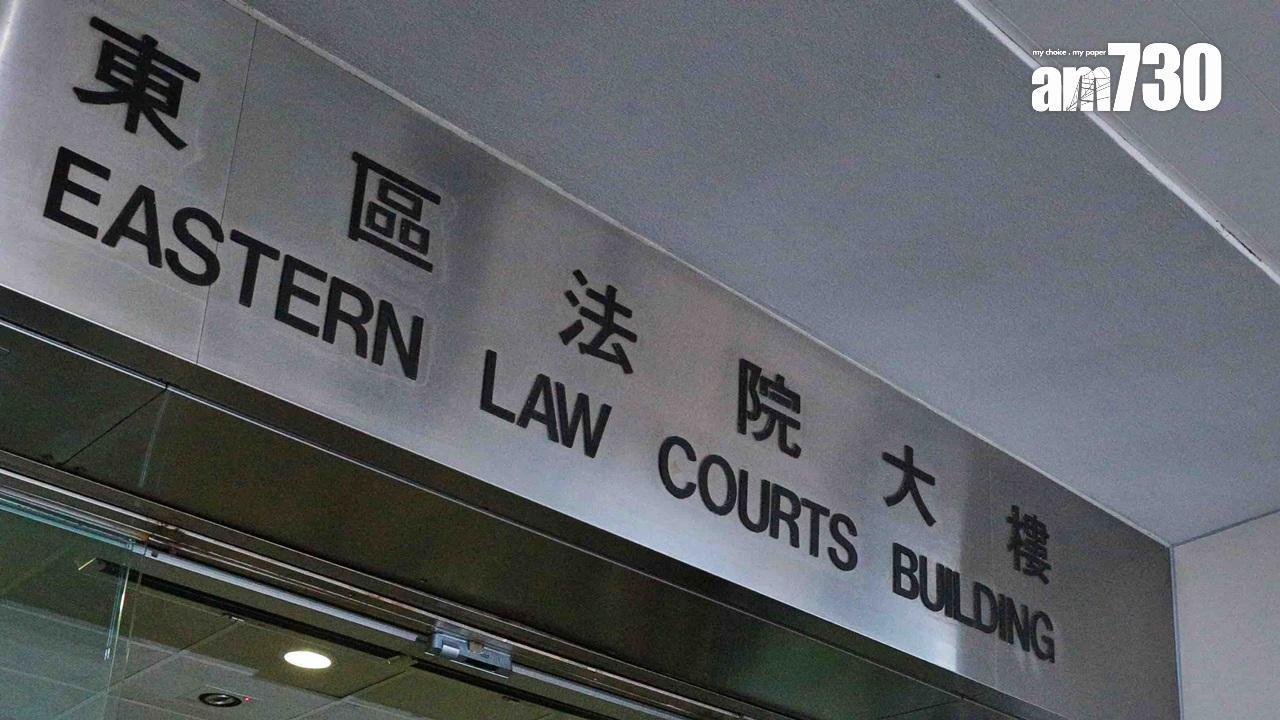 my choice . my paper
am730
東區法院大樓
EASTERN LAW COURTS BUILDING